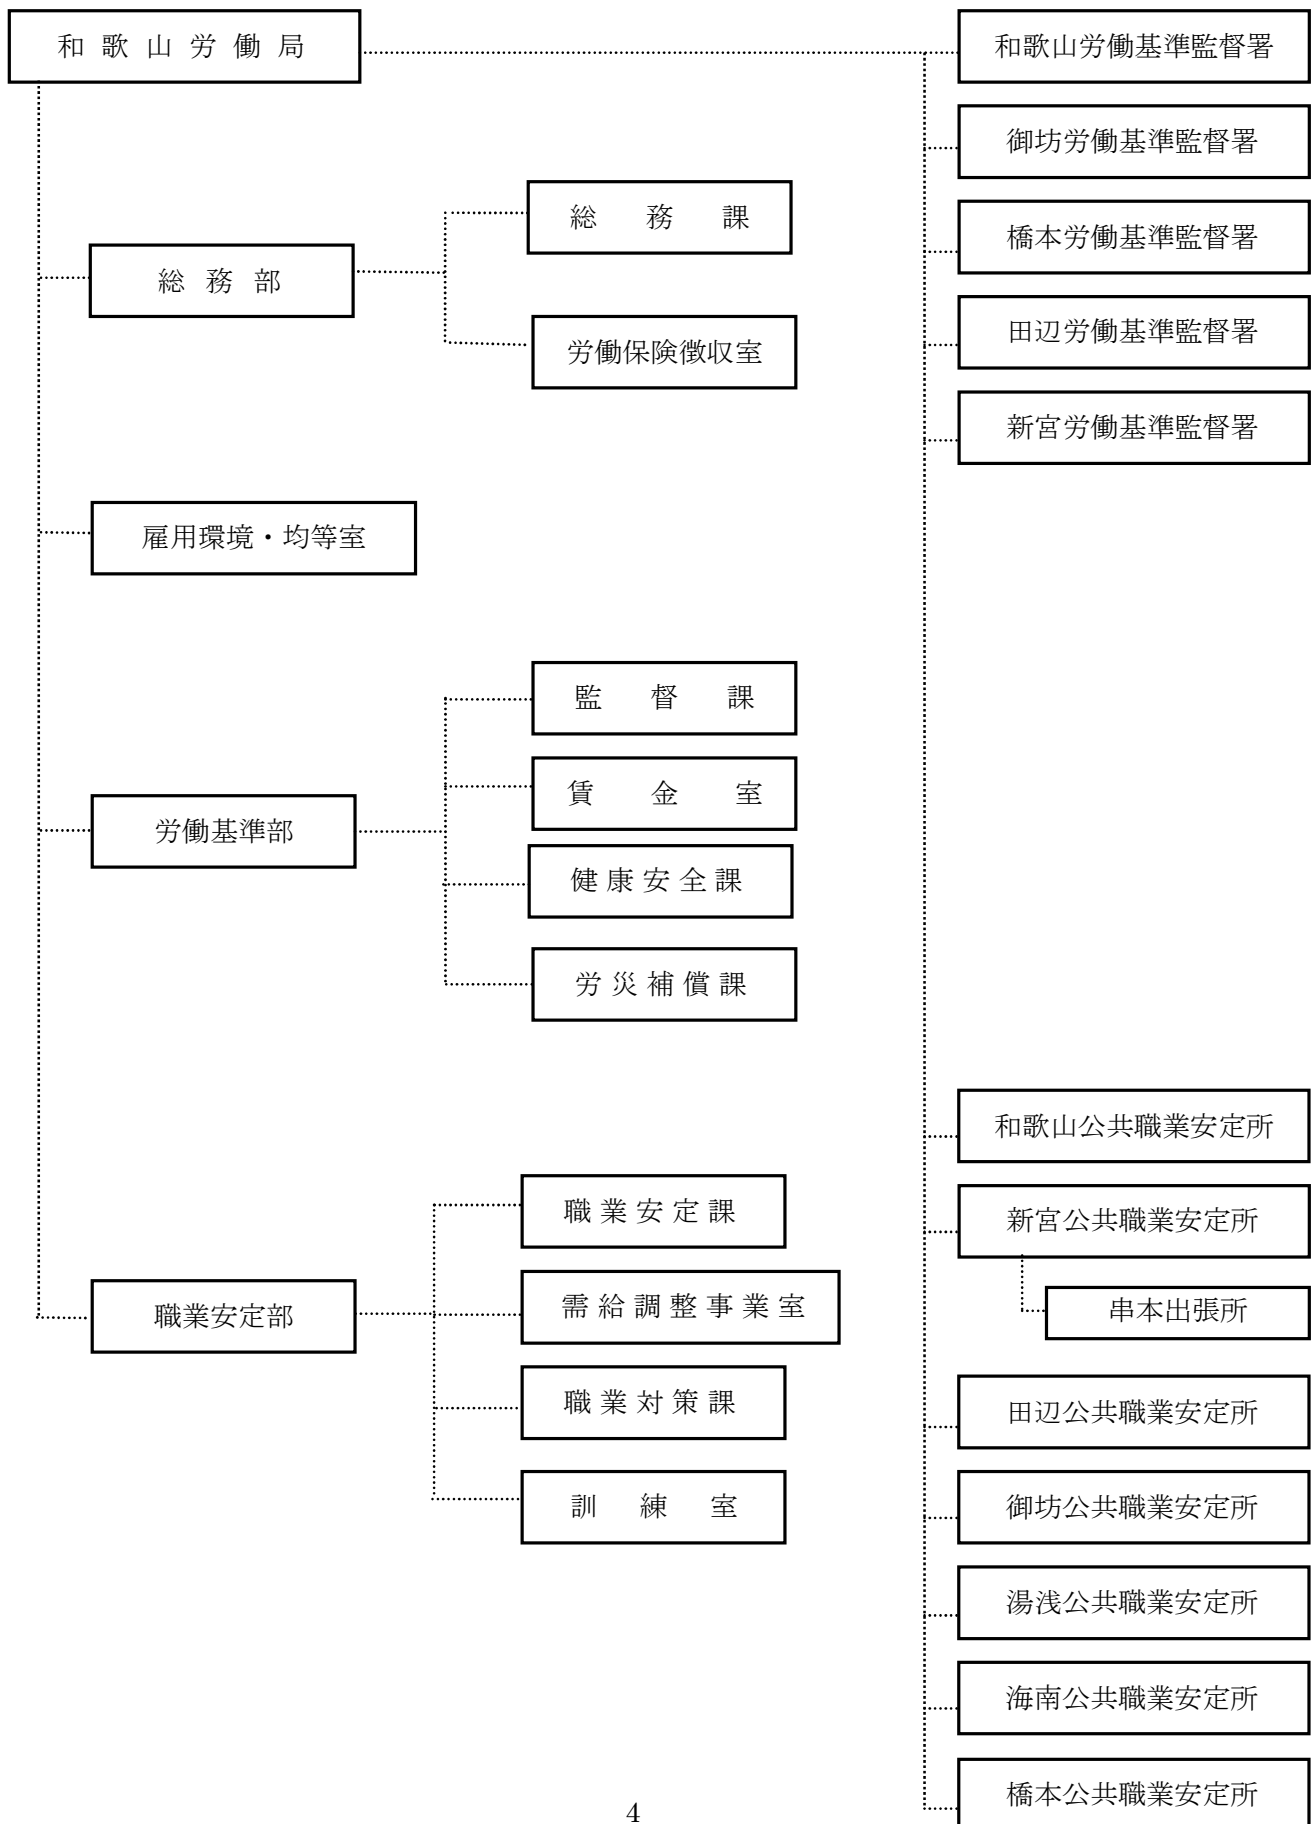 和歌山労働局
総務部
総務課
労働保険徴収室
雇用環境・均等室
労働基準部
監督課
賃金室
健康安全課
労災補償課
職業安定部
職業安定課
需給調整事業室
職業対策課
訓練室
和歌山労働基準監督署
御坊労働基準監督署
橋本労働基準監督署
田辺労働基準監督署
新宮労働基準監督署
和歌山公共職業安定所
新宮公共職業安定所
串本出張所
田辺公共職業安定所
御坊公共職業安定所
湯浅公共職業安定所
海南公共職業安定所
橋本公共職業安定所
4